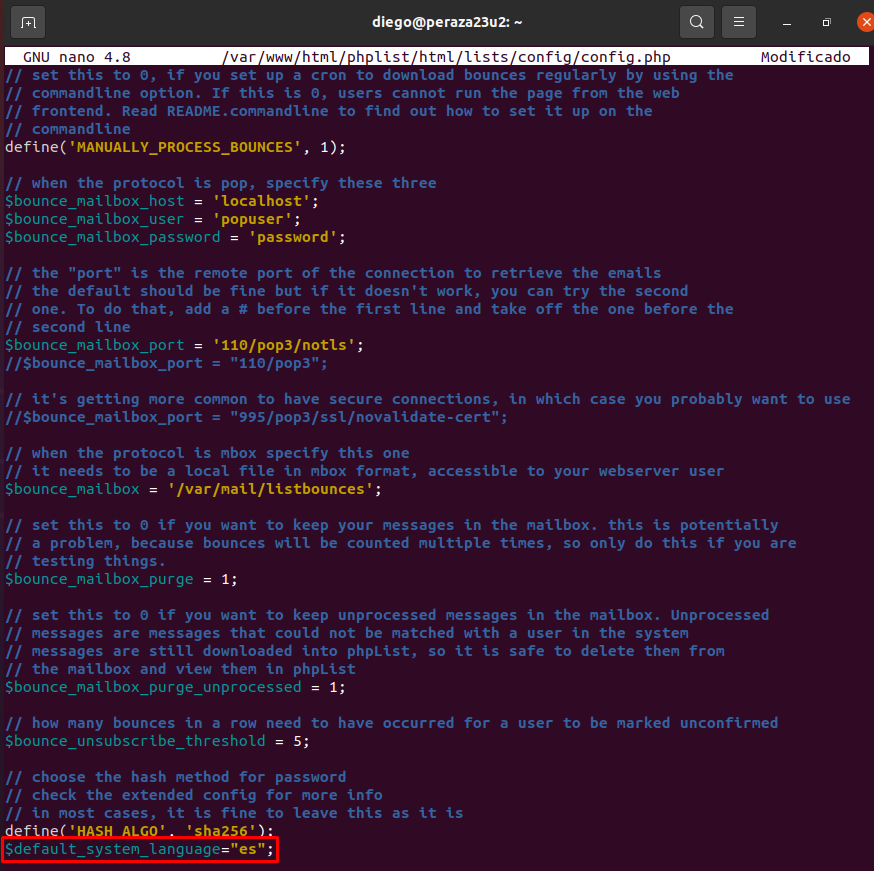 diego@peraza23u2: ~
GNU nano 4.8 /var/www/html/phplist/html/lists/config/config.php Modificado
// set this to 0, if you set up a cron to download bounces regularly by using the
// commandline option. If this is 0, users cannot run the page from the web
// frontend. Read README.commandline to find out how to set it up on the
// commandline
define('MANUALLY_PROCESS_BOUNCES', 1);

// when the protocol is pop, specify these three
$bounce_mailbox_host = 'localhost';
$bounce_mailbox_user = 'popuser';
$bounce_mailbox_password = 'password';

// the "port" is the remote port of the connection to retrieve the emails
// the default should be fine but if it doesn't work, you can try the second
// one. To do that, add a # before the first line and take off the one before the
// second line
$bounce_mailbox_port = '110/pop3/notls';
//$bounce_mailbox_port = "110/pop3";

// it's getting more common to have secure connections, in which case you probably want to use
//$bounce_mailbox_port = "995/pop3/ssl/novalidate-cert";

// when the protocol is mbox specify this one
// it needs to be a local file in mbox format, accessible to your webserver user
$bounce_mailbox = '/var/mail/listbounces';

// set this to 0 if you want to keep your messages in the mailbox. this is potentially
// a problem, because bounces will be counted multiple times, so only do this if you are
// testing things.
$bounce_mailbox_purge = 1;

// set this to 0 if you want to keep unprocessed messages in the mailbox. Unprocessed
// messages are messages that could not be matched with a user in the system
// messages are still downloaded into phpList, so it is safe to delete them from
// the mailbox and view them in phpList
$bounce_mailbox_purge_unprocessed = 1;

// how many bounces in a row need to have occurred for a user to be marked unconfirmed
$bounce_unsubscribe_threshold = 5;

// choose the hash method for password
// check the extended config for more info
// in most cases, it is fine to leave this as it is
define('HASH_ALGO', 'sha256');
$default_system_language="es";